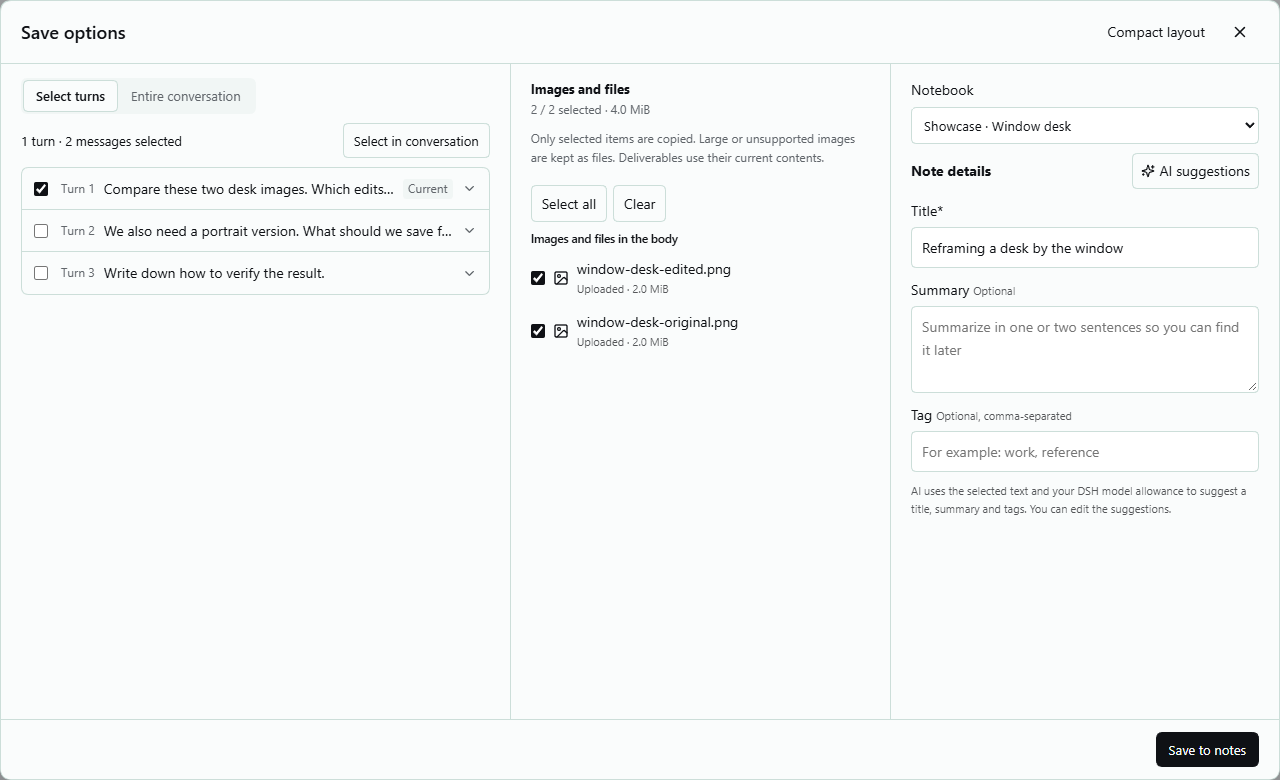 Save options
Compact layout
Select turns
Entire conversation
1 turn · 2 messages selected
Select in conversation
Turn 1 Compare these two desk images. Which edits... Current
Turn 2 We also need a portrait version. What should we save f...
Turn 3 Write down how to verify the result.
Images and files
2 / 2 selected · 4.0 MiB
Only selected items are copied. Large or unsupported images
are kept as files. Deliverables use their current contents.
Select all
Clear
Images and files in the body
window-desk-edited.png
Uploaded · 2.0 MiB
window-desk-original.png
Uploaded · 2.0 MiB
Notebook
Showcase · Window desk
Note details
AI suggestions
Title*
Reframing a desk by the window
Summary Optional
Summarize in one or two sentences so you can find
it later
Tag Optional, comma-separated
For example: work, reference
AI uses the selected text and your DSH model allowance to suggest a
title, summary and tags. You can edit the suggestions.
Save to notes